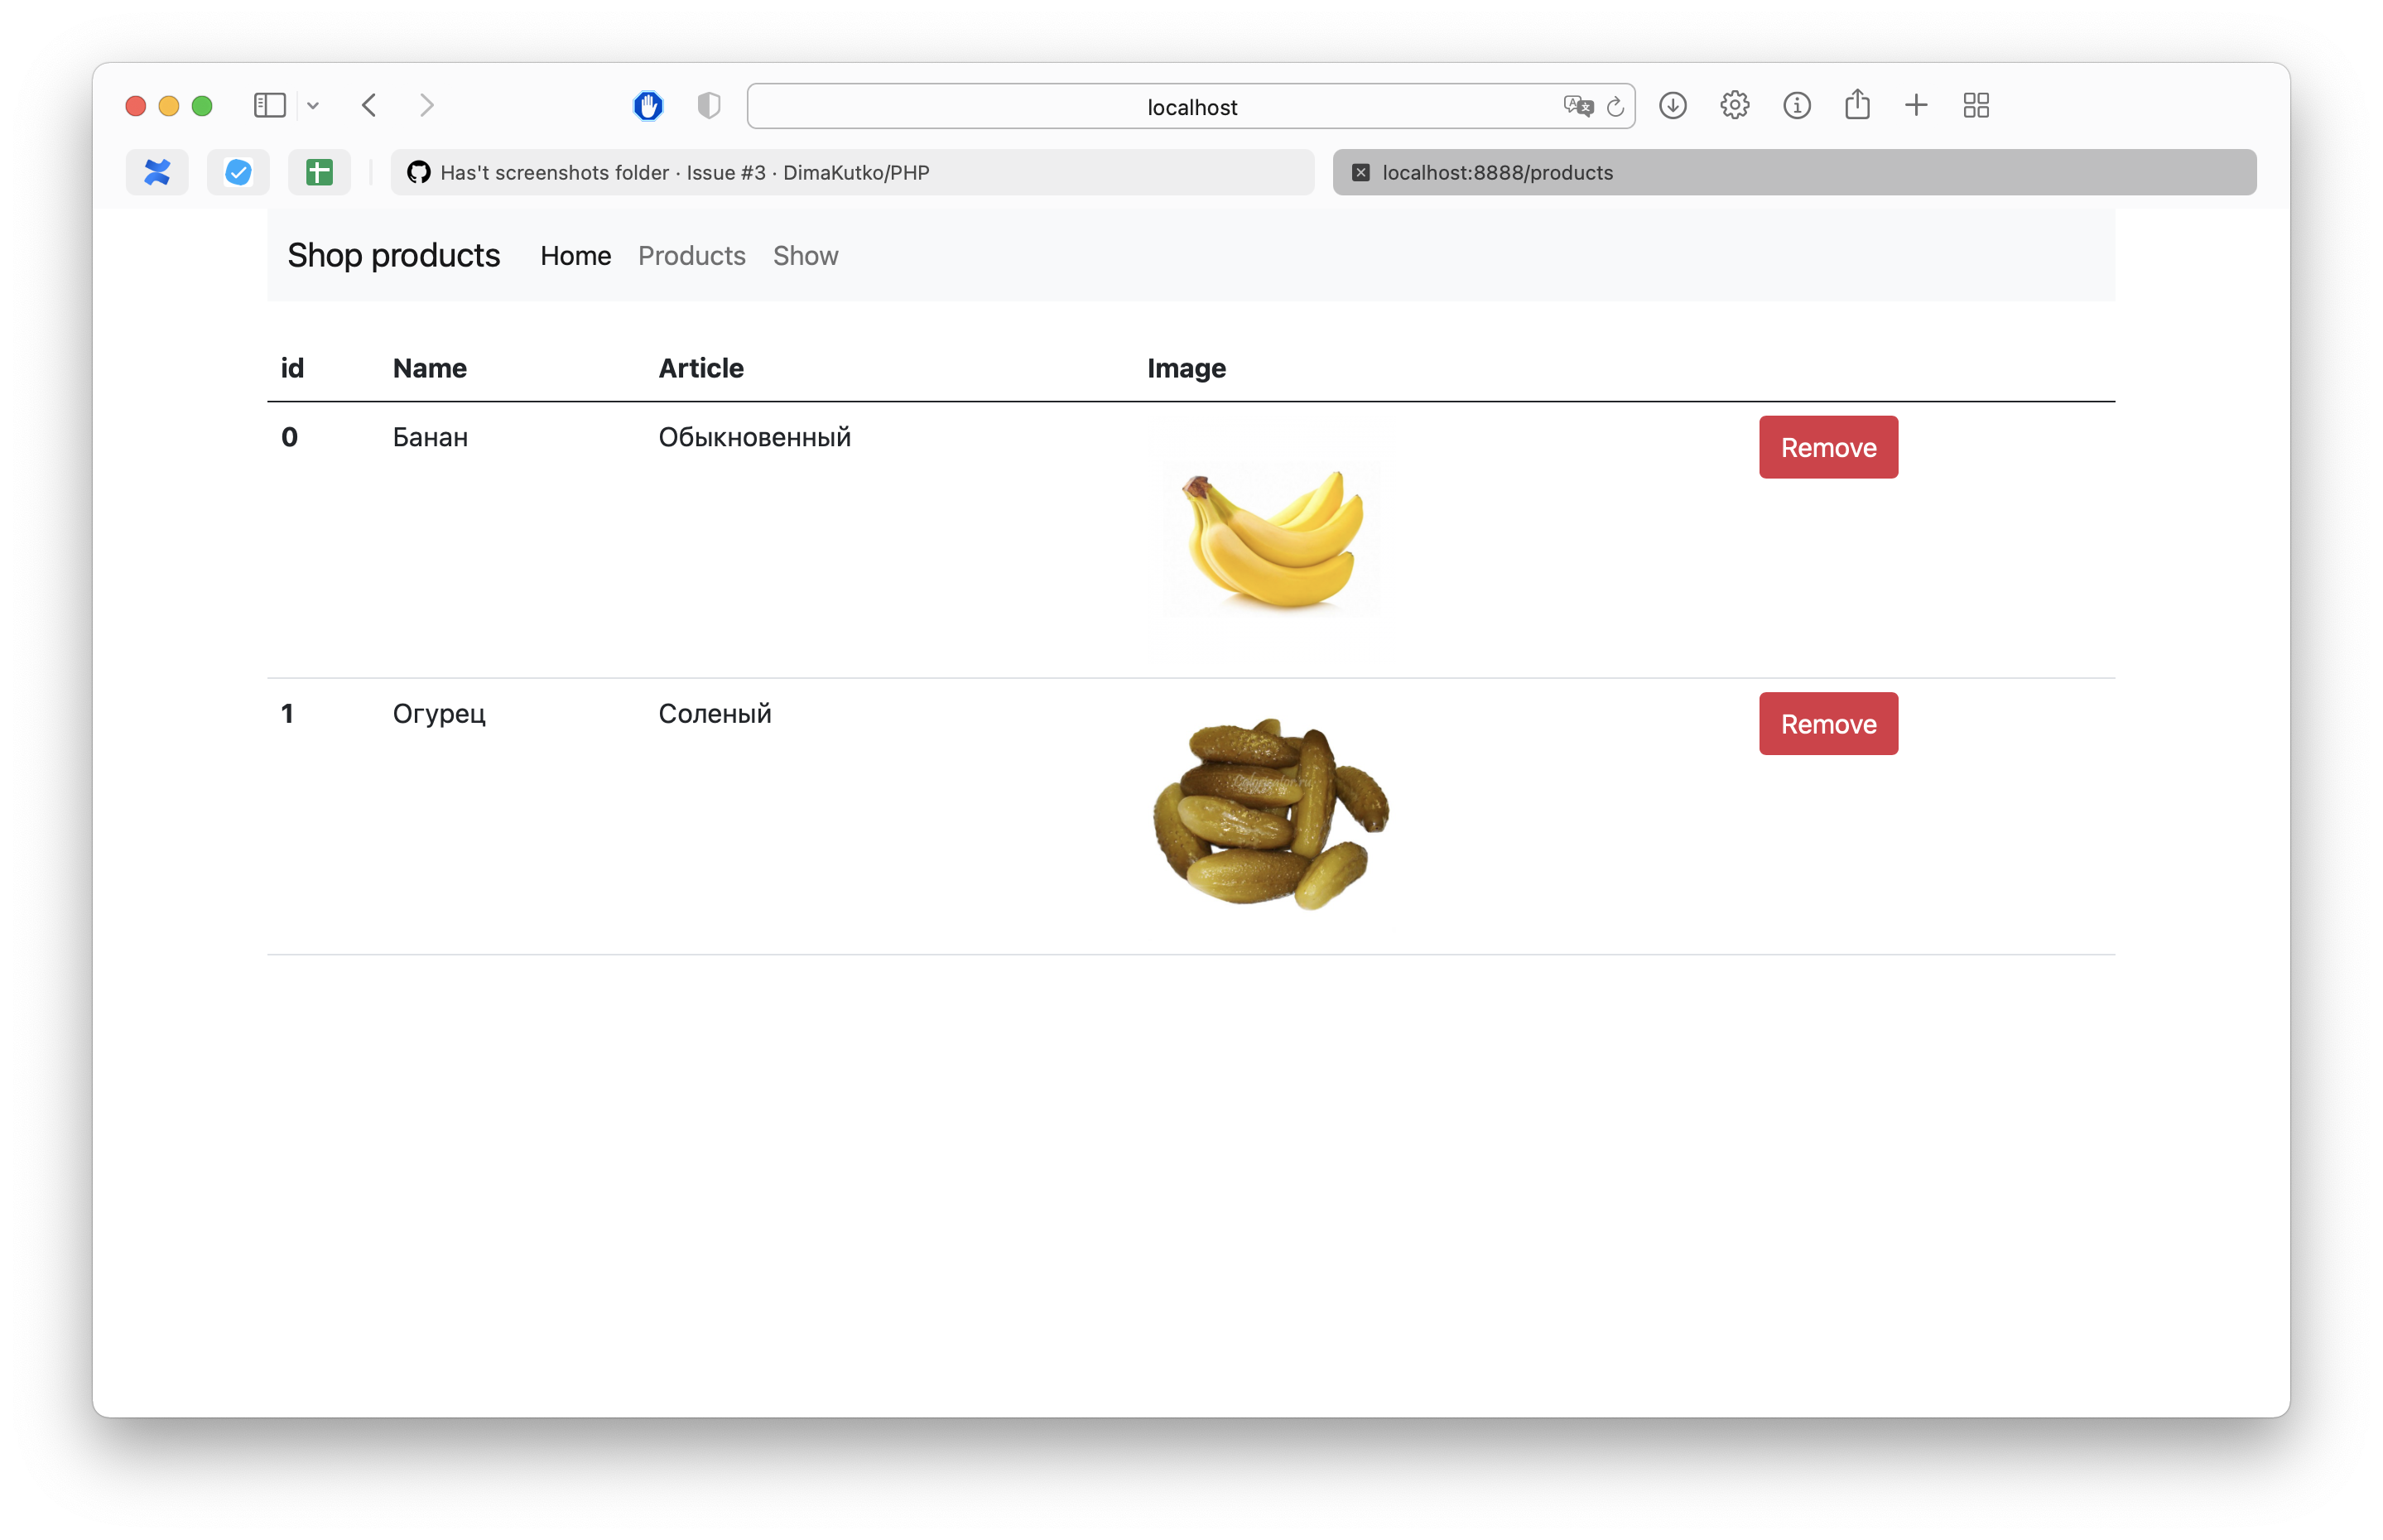 localhost
Has't screenshots folder · Issue #3 · DimaKutko/PHP
localhost:8888/products
Shop products Home Products Show
id Name Article Image
0 Банан Обыкновенный Remove
1 Огурец Соленый Remove